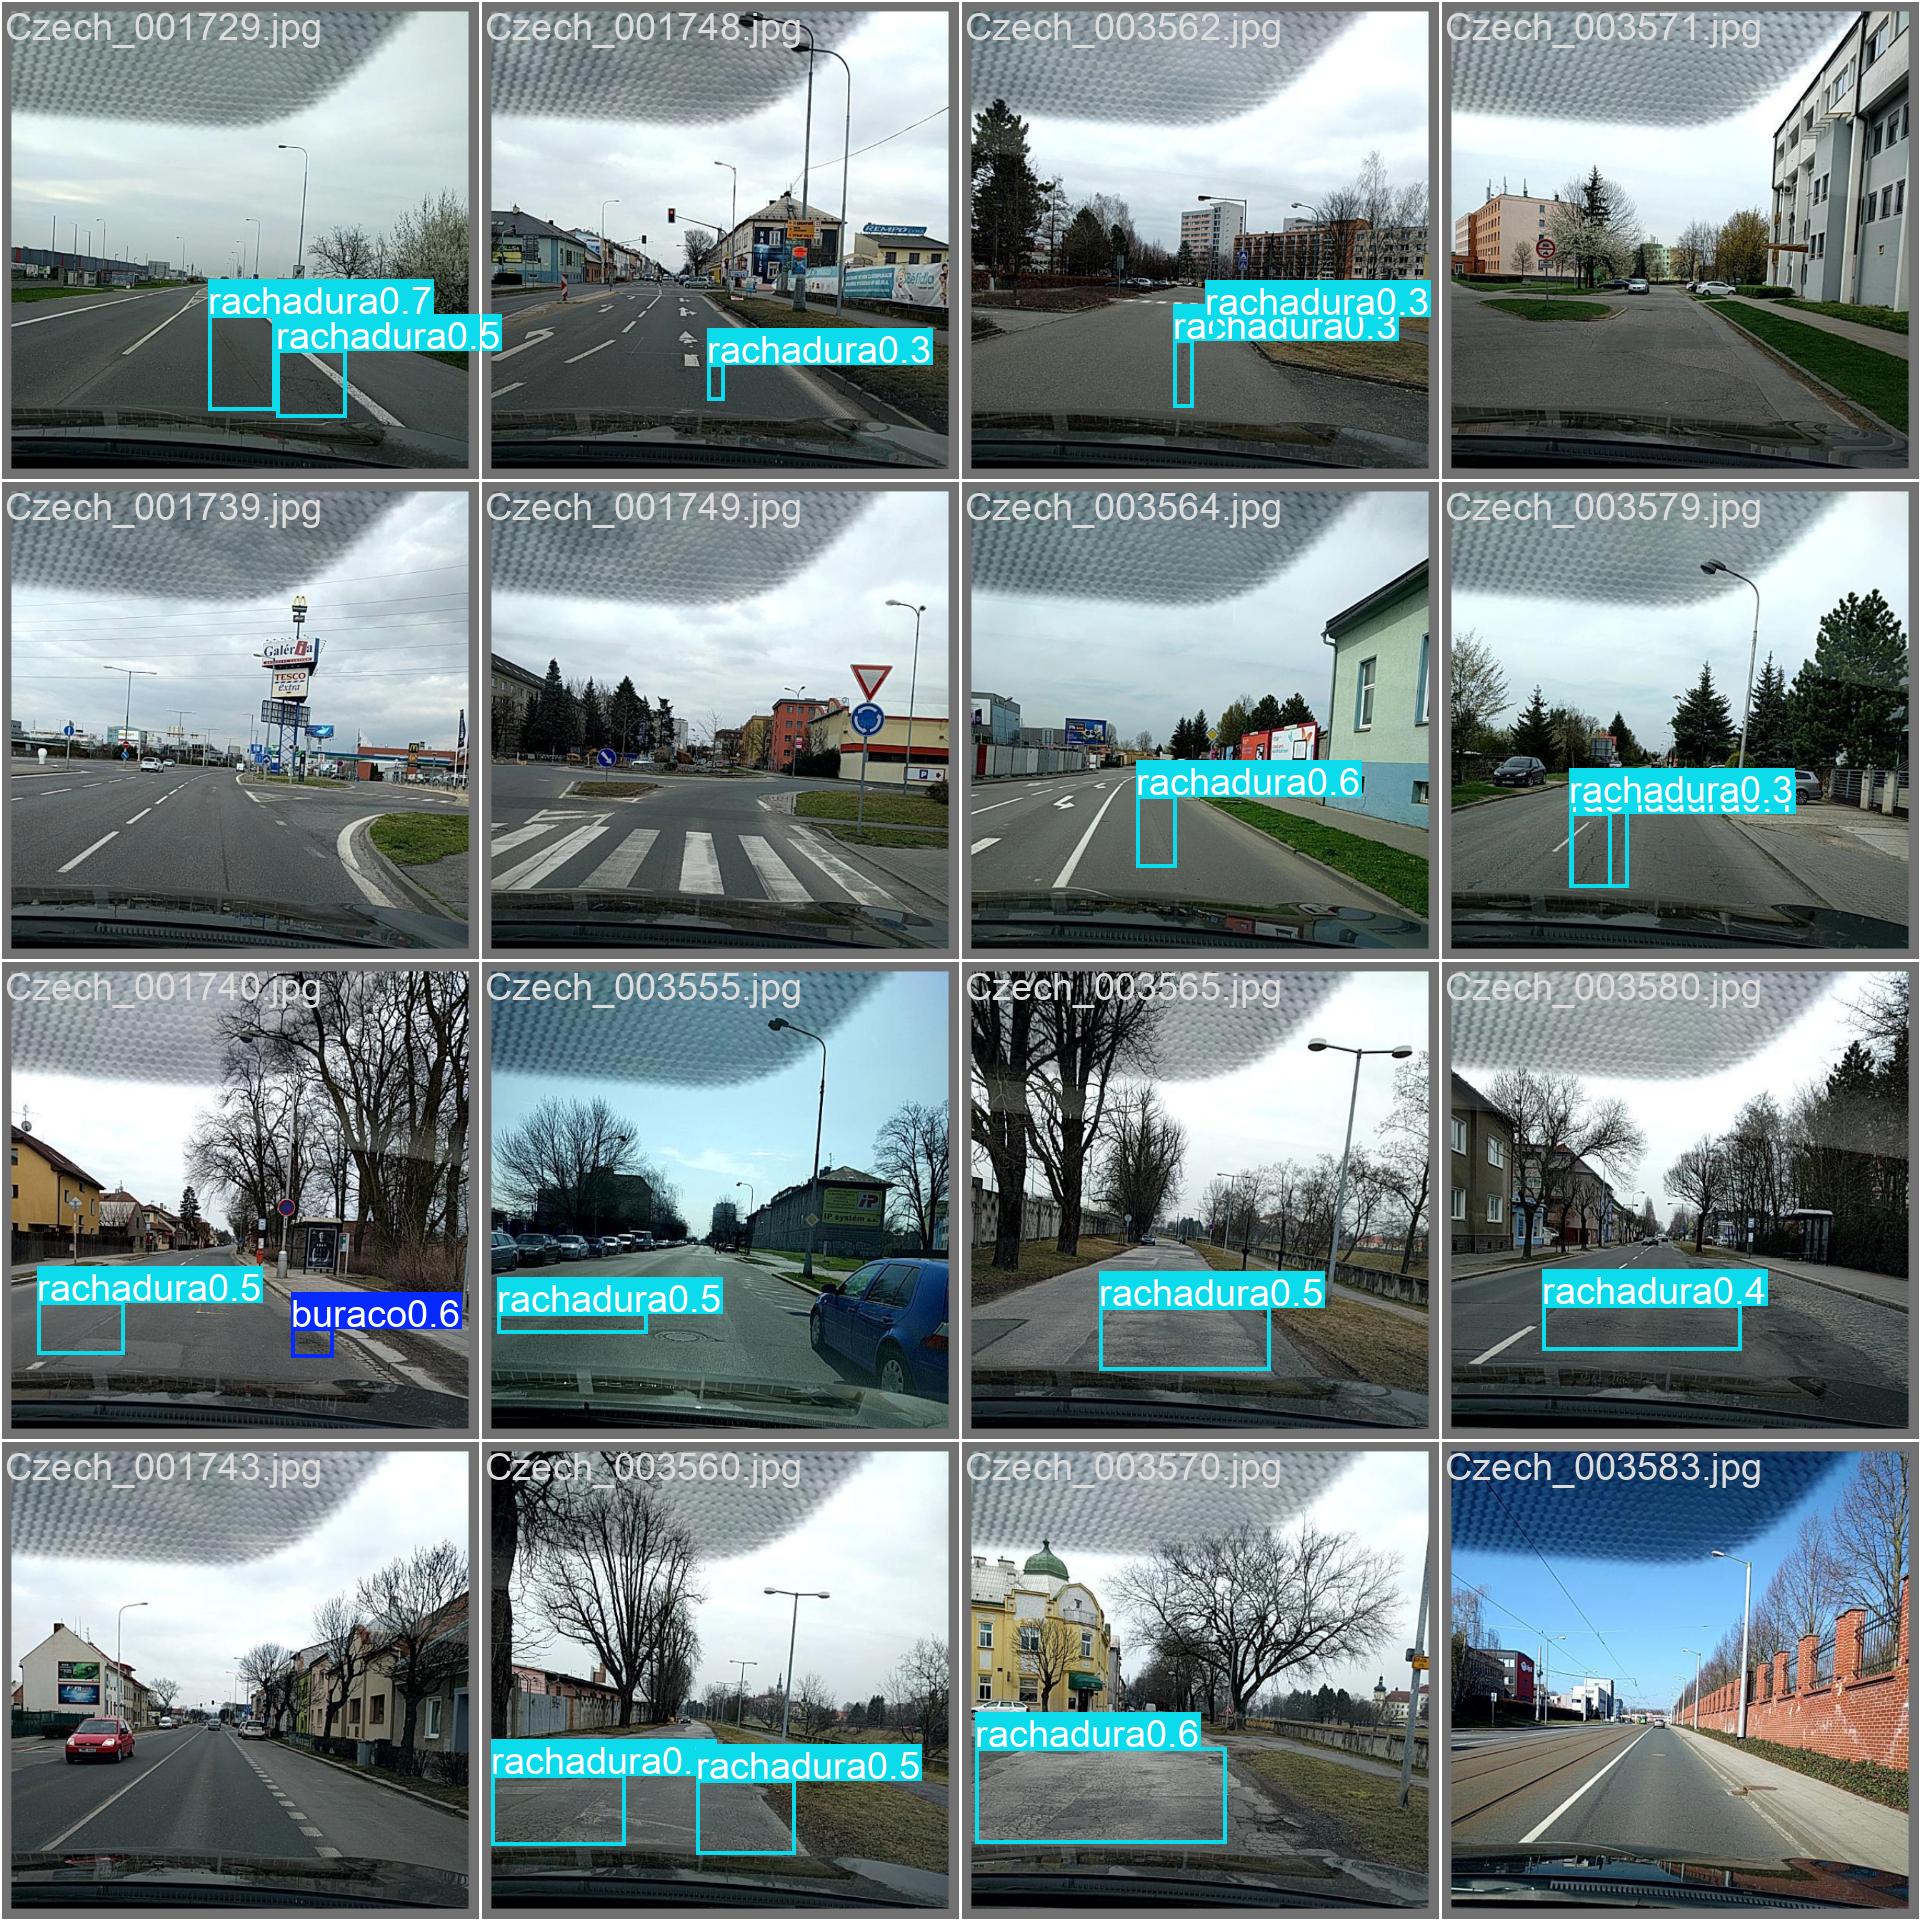 Czech_001729.jpg
rachadura0.7
rachadura0.5
Czech_001748.jpg
REMPO
rachadura0.3
Czech_003562.jpg
rachadura0.3
rachadura0.3
Czech_003571.jpg
Czech_001739.jpg
Galéria
TESCO
extra
Czech_001749.jpg
P
Czech_003564.jpg
rachadura0.6
Czech_003579.jpg
rachadura0.3
Czech_001740.jpg
rachadura0.5
buraco0.6
Czech_003555.jpg
iP
IP systém a.s.
rachadura0.5
Czech_003565.jpg
rachadura0.5
Czech_003580.jpg
rachadura0.4
Czech_001743.jpg
Czech_003560.jpg
rachadura0.
rachadura0.5
Czech_003570.jpg
rachadura0.6
Czech_003583.jpg